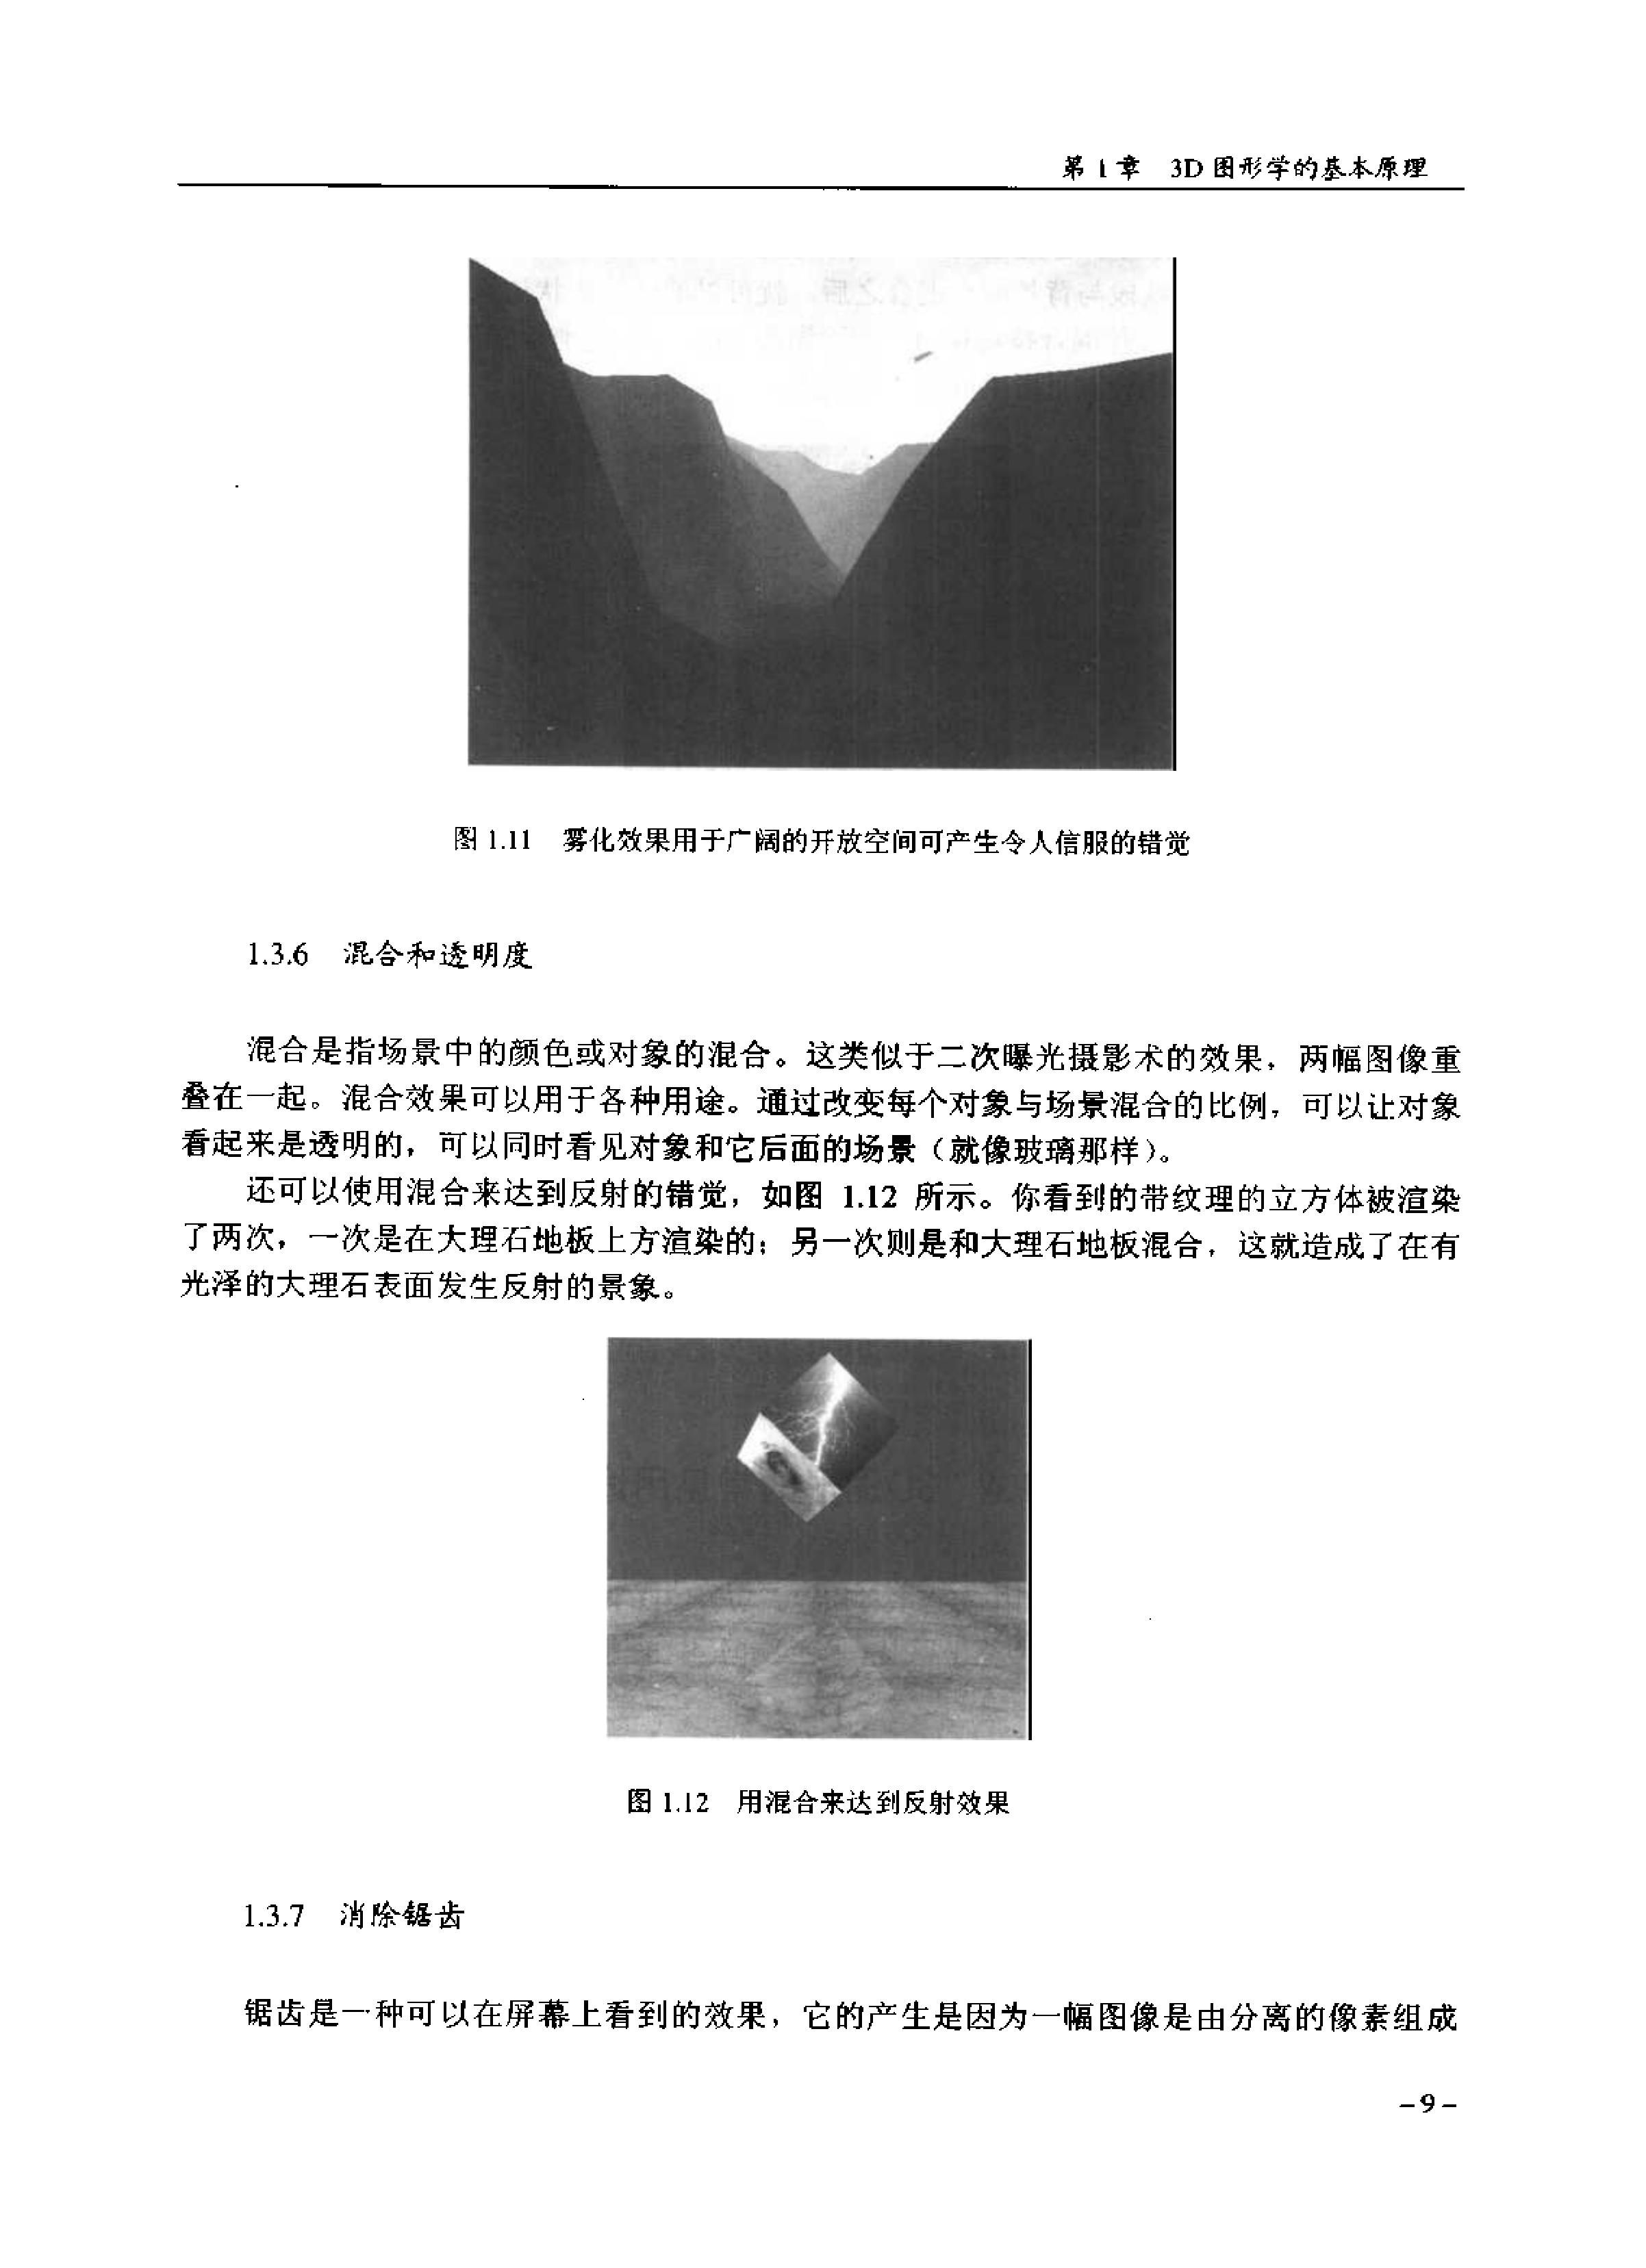 第1章 3D图形学的基本原理
图 1.11 雾化效果用于广阔的开放空间可产生令人信服的错觉
1.3.6 混合和透明度
混合是指场景中的颜色或对象的混合。这类似于二次曝光摄影术的效果，两幅图像重
叠在一起。混合效果可以用于各种用途。通过改变每个对象与场景混合的比例，可以让对象
看起来是透明的，可以同时看见对象和它后面的场景（就像玻璃那样）。
还可以使用混合来达到反射的错觉，如图 1.12 所示。你看到的带纹理的立方体被渲染
了两次，一次是在大理石地板上方渲染的；另一次则是和大理石地板混合，这就造成了在有
光泽的大理石表面发生反射的景象。
图 1.12 用混合来达到反射效果
1.3.7 消除锯齿
锯齿是一种可以在屏幕上看到的效果，它的产生是因为一幅图像是由分离的像素组成
－9－